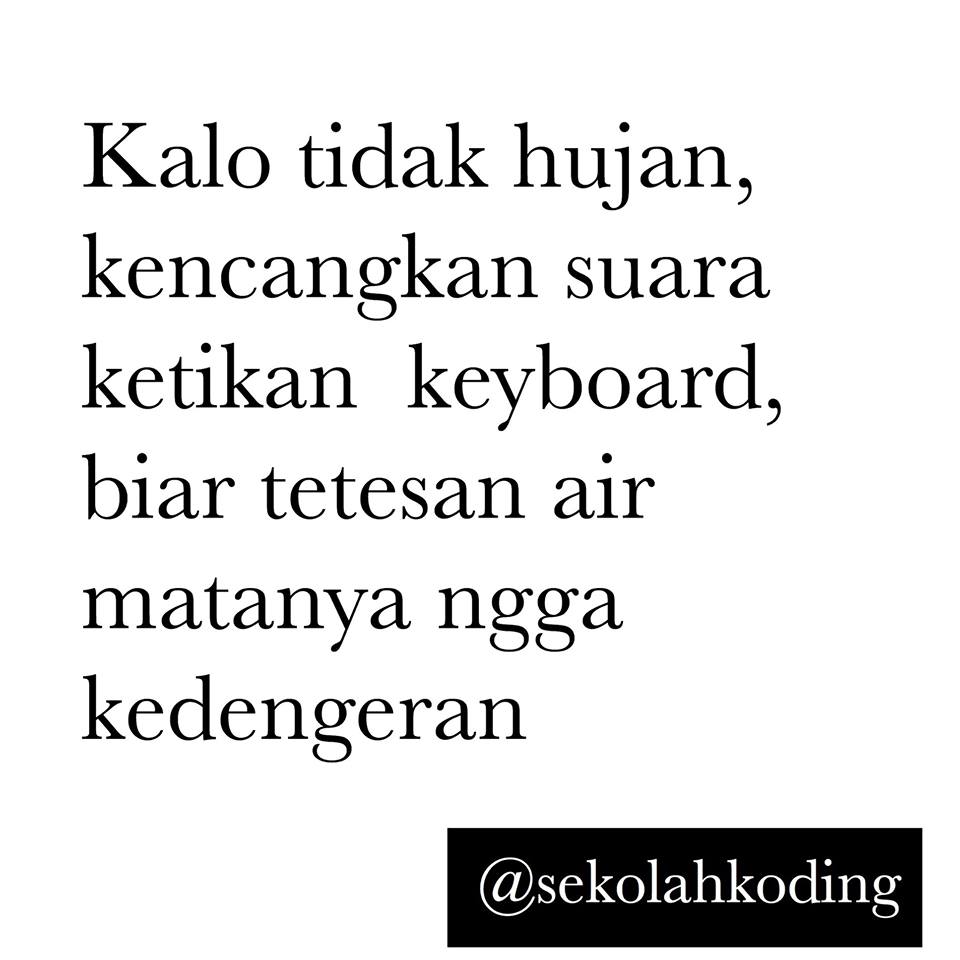 Kalo tidak hujan,
kencangkan suara
ketikan  keyboard,
biar tetesan air
matanya ngga
kedengeran
@sekolahkoding